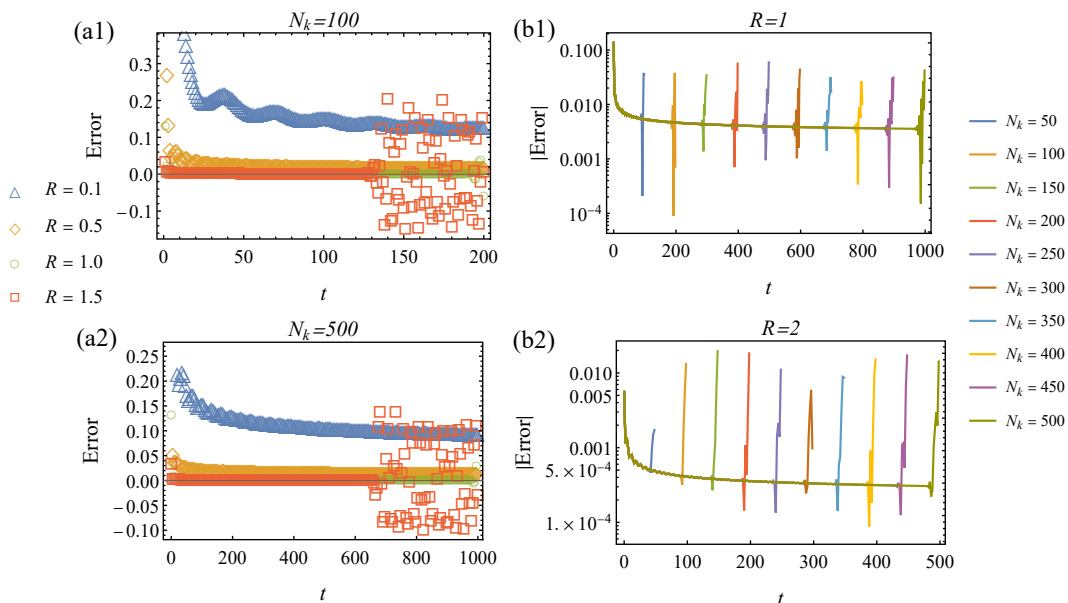 (a1)
N_k=100
0.3
0.2
0.1
0.0
−0.1
Error
0
50
100
150
200
t
R = 0.1
R = 0.5
R = 1.0
R = 1.5
(a2)
N_k=500
0.25
0.20
0.15
0.10
0.05
0.00
−0.05
−0.10
Error
0
200
400
600
800
1000
t
(b1)
R=1
0.100
0.010
0.001
10⁻⁴
|Error|
0
200
400
600
800
1000
t
(b2)
R=2
0.010
0.005
0.001
5. × 10⁻⁴
1. × 10⁻⁴
|Error|
0
100
200
300
400
500
t
N_k = 50
N_k = 100
N_k = 150
N_k = 200
N_k = 250
N_k = 300
N_k = 350
N_k = 400
N_k = 450
N_k = 500